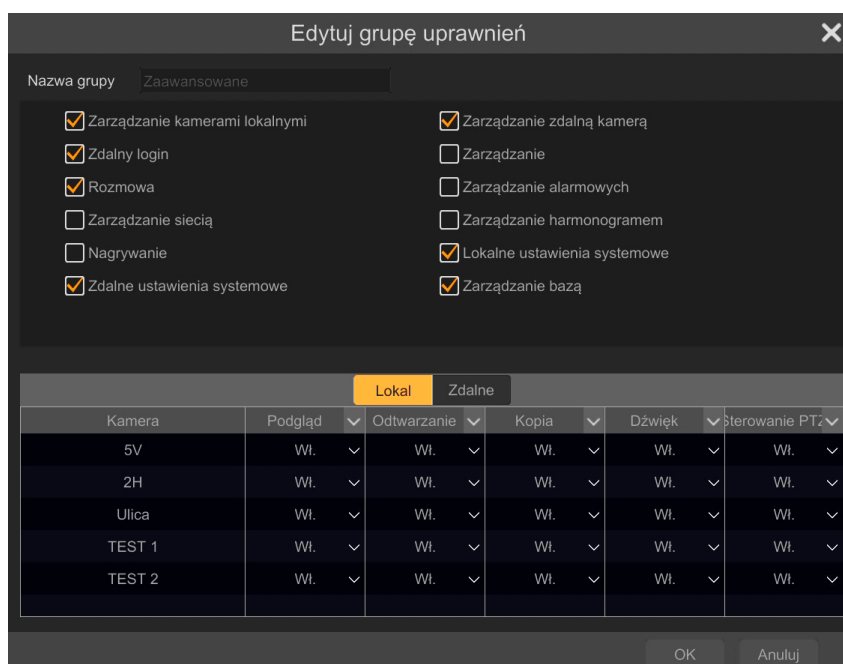 Edytuj grupę uprawnień
Nazwa grupy Zaawansowane
Zarządzanie kamerami lokalnymi Zarządzanie zdalną kamerą
Zdalny login Zarządzanie
Rozmowa Zarządzanie alarmowych
Zarządzanie siecią Zarządzanie harmonogramem
Nagrywanie Lokalne ustawienia systemowe
Zdalne ustawienia systemowe Zarządzanie bazą
Lokal Zdalne
Kamera Podgląd Odtwarzanie Kopia Dźwięk Sterowanie PTZ
5V Wł. Wł. Wł. Wł. Wł.
2H Wł. Wł. Wł. Wł. Wł.
Ulica Wł. Wł. Wł. Wł. Wł.
TEST 1 Wł. Wł. Wł. Wł. Wł.
TEST 2 Wł. Wł. Wł. Wł. Wł.
OK Anuluj